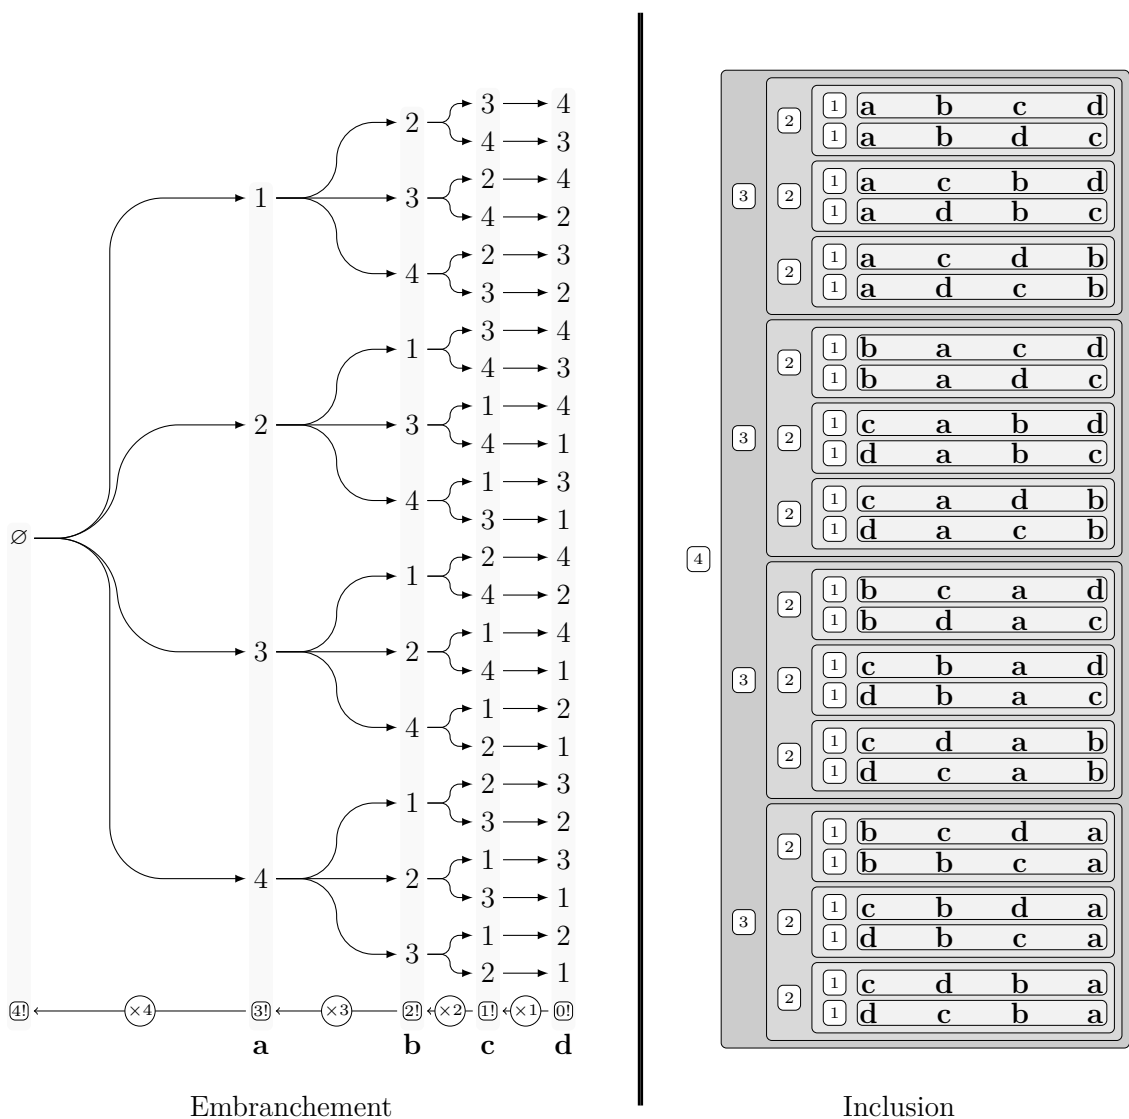 3 4
2
4 3
2 4
1 3
4 2
2 3
4
3 2
3 4
1
4 3
1 4
2 3
4 1
1 3
4
3 1
∅
2 4
1
4 2
1 4
3 2
4 1
1 2
4
2 1
2 3
1
3 2
1 3
4 2
3 1
1 2
3
2 1
4! ×4 3! ×3 2! ×2 1! ×1 0!
a b c d
Embranchement
1 a b c d
2
1 a b d c
1 a c b d
3 2
1 a d b c
1 a c d b
2
1 a d c b
1 b a c d
2
1 b a d c
1 c a b d
3 2
1 d a b c
1 c a d b
2
1 d a c b
4
1 b c a d
2
1 b d a c
1 c b a d
3 2
1 d b a c
1 c d a b
2
1 d c a b
1 b c d a
2
1 b b c a
1 c b d a
3 2
1 d b c a
1 c d b a
2
1 d c b a
Inclusion